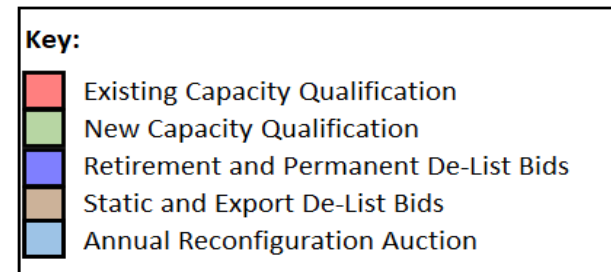 Key:
Existing Capacity Qualification
New Capacity Qualification
Retirement and Permanent De-List Bids
Static and Export De-List Bids
Annual Reconfiguration Auction